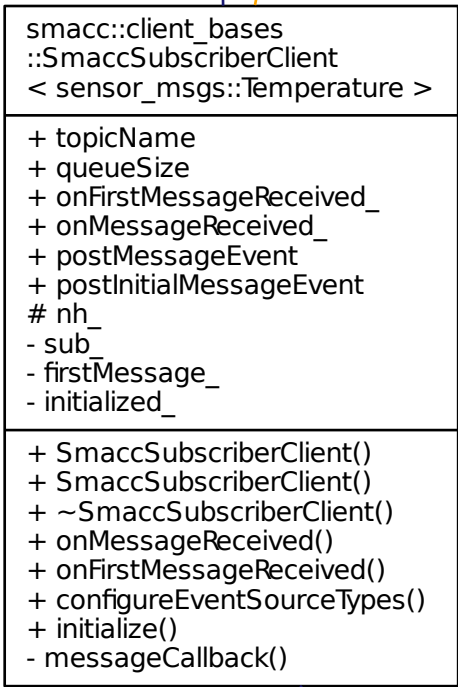 smacc::client_bases
::SmaccSubscriberClient
< sensor_msgs::Temperature >
+ topicName
+ queueSize
+ onFirstMessageReceived_
+ onMessageReceived_
+ postMessageEvent
+ postInitialMessageEvent
# nh_
- sub_
- firstMessage_
- initialized_
+ SmaccSubscriberClient()
+ SmaccSubscriberClient()
+ ~SmaccSubscriberClient()
+ onMessageReceived()
+ onFirstMessageReceived()
+ configureEventSourceTypes()
+ initialize()
- messageCallback()